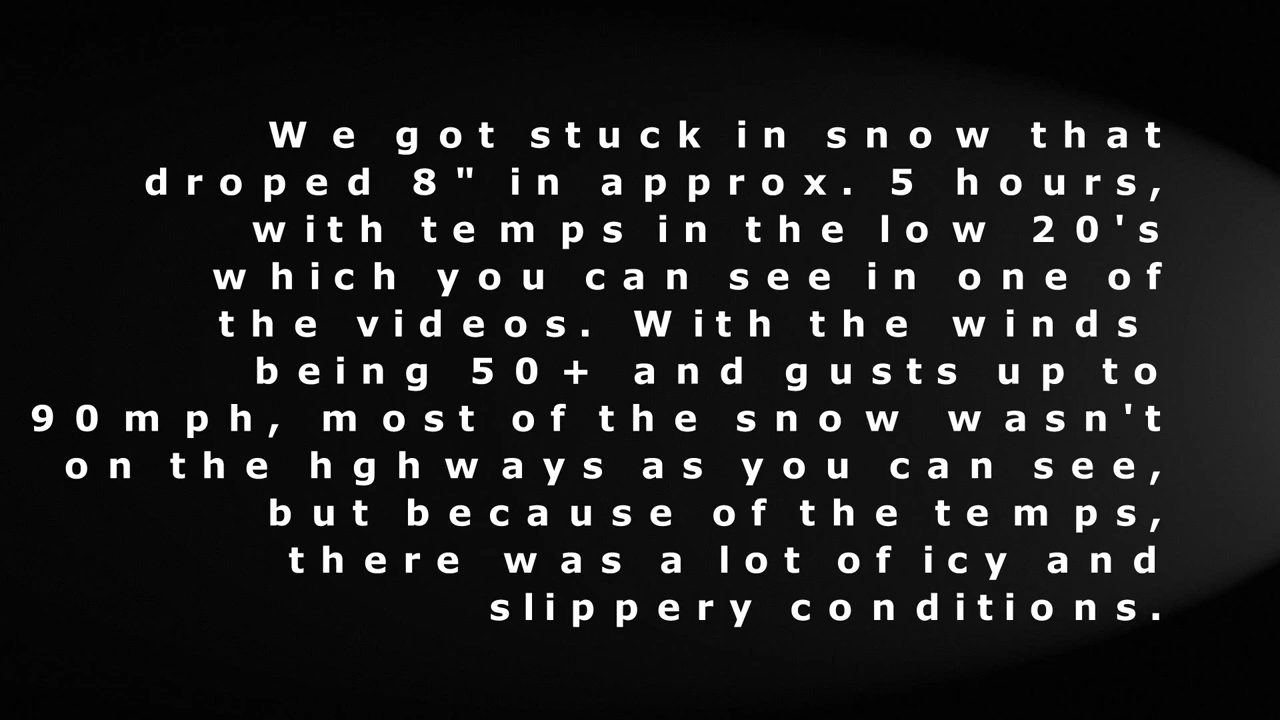 We got stuck in snow that
droped 8" in approx. 5 hours,
with temps in the low 20's
which you can see in one of
the videos. With the winds
being 50+ and gusts up to
90mph, most of the snow wasn't
on the hghways as you can see,
but because of the temps,
there was a lot of icy and
slippery conditions.